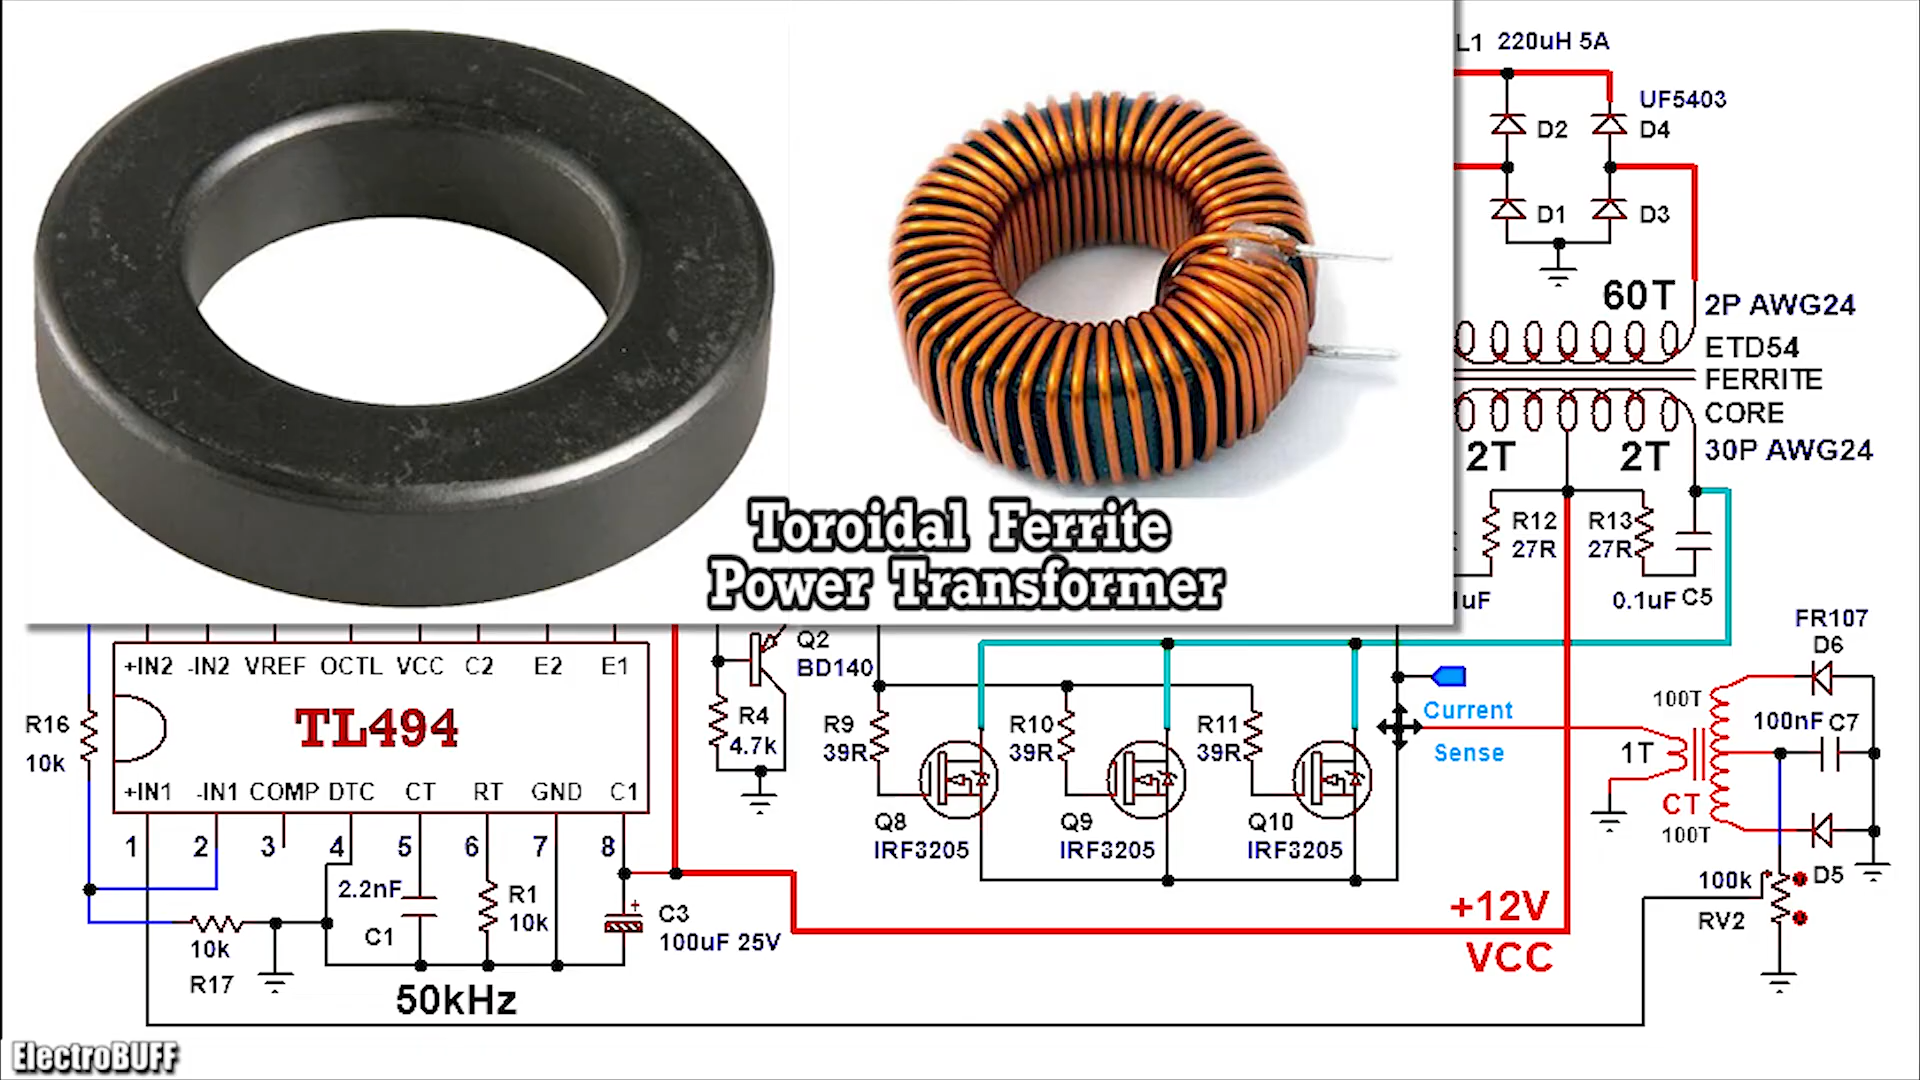 L1 220uH 5A
UF5403
D2
D4
D1
D3
60T
2P AWG24
ETD54
FERRITE
CORE
2T
2T
30P AWG24
Toroidal Ferrite
Power Transformer
R12
27R
R13
27R
0.1uF C5
FR107
D6
+IN2 -IN2 VREF OCTL VCC C2 E2 E1
TL494
+IN1 -IN1 COMP DTC CT RT GND C1
1 2 3 4 5 6 7 8
R16
10k
Q2
BD140
R4
4.7k
R9
39R
R10
39R
R11
39R
Current
Sense
Q8
IRF3205
Q9
IRF3205
Q10
IRF3205
1T
100T
CT
100T
100nF C7
D5
100k
RV2
2.2nF
C1
R1
10k
C3
100uF 25V
10k
R17
+12V
VCC
50kHz
ElectroBUFF